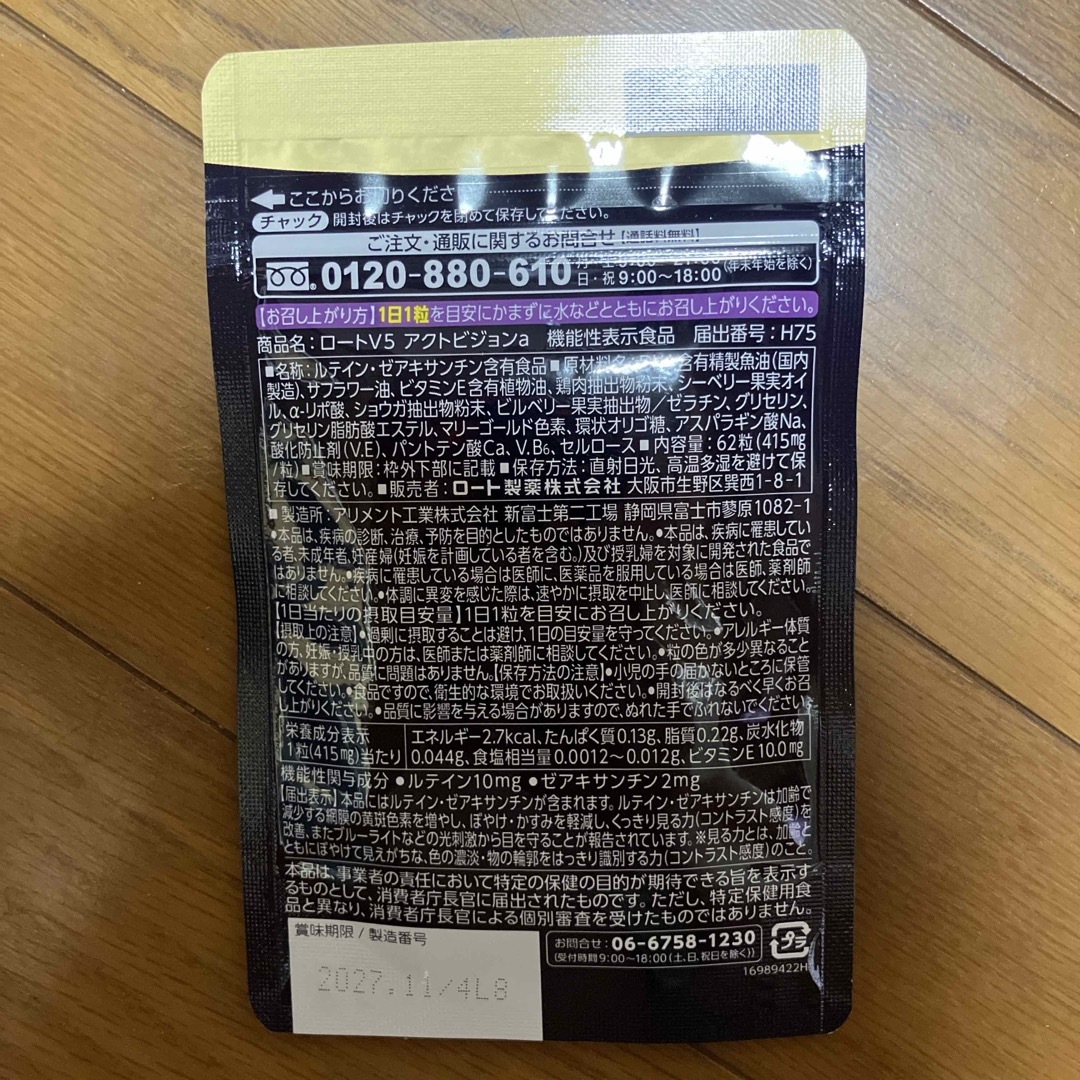 ここからお切りくださ
チャック 開封後はチャックを閉めて保存してください。
ご注文・通販に関するお問合せ【通話料無料】
0120-880-610 日・祝 9:00〜18:00 (年末年始を除く)
【お召し上がり方】1日1粒を目安にかまずに水などとともにお召し上がりください。
商品名：ロートV5 アクトビジョンa 機能性表示食品 届出番号：H75
■名称：ルテイン・ゼアキサンチン含有食品 ■原材料名： 含有精製魚油(国内
製造)、サフラワー油、ビタミンE含有植物油、鶏肉抽出物粉末、シーベリー果実オイ
ル、α-リポ酸、ショウガ抽出物粉末、ビルベリー果実抽出物／ゼラチン、グリセリン、
グリセリン脂肪酸エステル、マリーゴールド色素、環状オリゴ糖、アスパラギン酸Na、
酸化防止剤(V.E)、パントテン酸Ca、V.B₆、セルロース ■内容量：62粒(415mg
/粒)■賞味期限：枠外下部に記載 ■保存方法：直射日光、高温多湿を避けて保
存してください。■販売者：ロート製薬株式会社 大阪市生野区巽西1-8-1
■製造所：アリメント工業株式会社 新富士第二工場 静岡県富士市蓼原1082-1
●本品は、疾病の診断、治療、予防を目的としたものではありません。●本品は、疾病に罹患してい
る者、未成年者、妊産婦(妊娠を計画している者を含む。)及び授乳婦を対象に開発された食品で
はありません。●疾病に罹患している場合は医師に、医薬品を服用している場合は医師、薬剤師
に相談してください。●体調に異変を感じた際は、速やかに摂取を中止し、医師に相談してください。
【1日当たりの摂取目安量】1日1粒を目安にお召し上がりください。
【摂取上の注意】●過剰に摂取することは避け、1日の目安量を守ってください。●アレルギー体質
の方、妊娠・授乳中の方は、医師または薬剤師に相談してください。●粒の色が多少異なること
がありますが、品質に問題はありません。【保存方法の注意】●小児の手の届かないところに保管
してください。●食品ですので、衛生的な環境でお取扱いください。●開封後はなるべく早くお召
し上がりください。●品質に影響を与える場合がありますので、ぬれた手でふれないでください。
栄養成分表示 エネルギー2.7kcal、たんぱく質0.13g、脂質0.22g、炭水化物
1粒(415mg)当たり 0.044g、食塩相当量0.0012〜0.012g、ビタミンE 10.0mg
機能性関与成分 ●ルテイン10mg ●ゼアキサンチン2mg
【届出表示】本品にはルテイン・ゼアキサンチンが含まれます。ルテイン・ゼアキサンチンは加齢で
減少する網膜の黄斑色素を増やし、ぼやけ・かすみを軽減し、くっきり見る力(コントラスト感度)を
改善、またブルーライトなどの光刺激から目を守ることが報告されています。※見る力とは、加齢と
ともにぼやけて見えがちな、色の濃淡・物の輪郭をはっきり識別する力(コントラスト感度)のこと。
本品は、事業者の責任において特定の保健の目的が期待できる旨を表示す
るものとして、消費者庁長官に届出されたものです。ただし、特定保健用食
品と異なり、消費者庁長官による個別審査を受けたものではありません。
賞味期限 / 製造番号
2027.11/4L8
お問合せ：06-6758-1230
(受付時間9:00〜18:00(土、日、祝日を除く))
プラ
16989422H